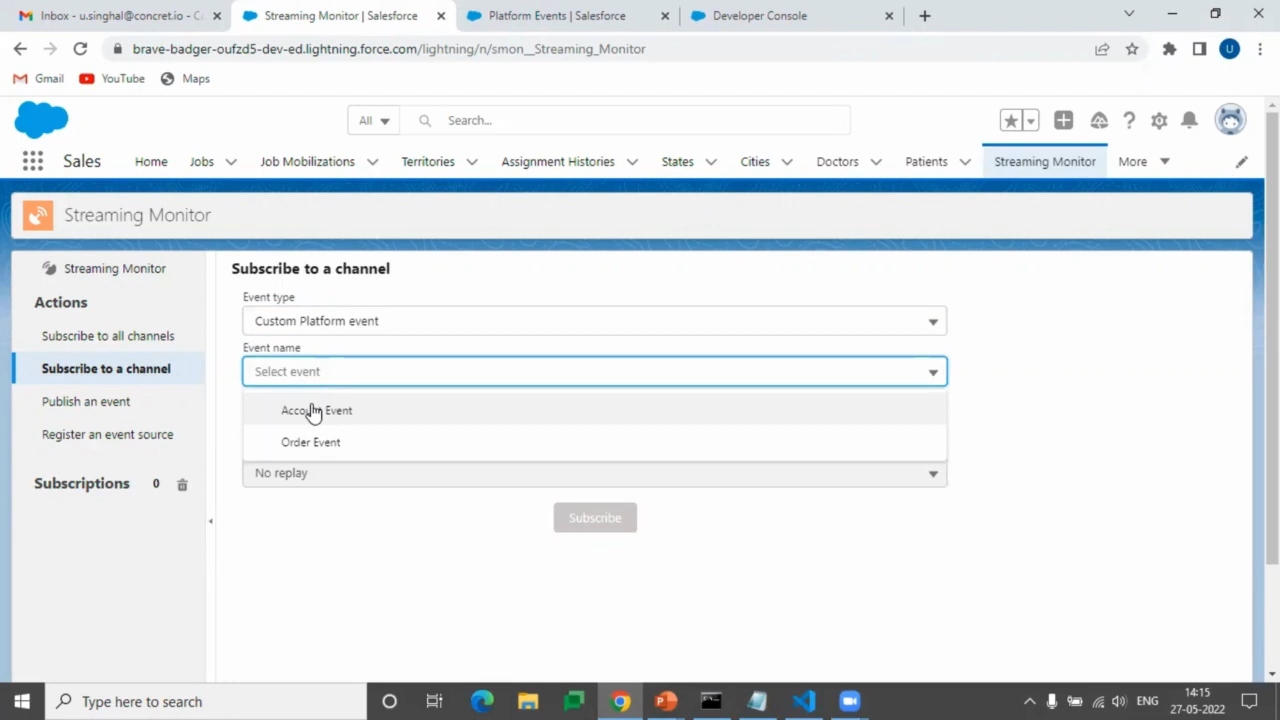 Inbox - u.singhal@concret.io - C
Streaming Monitor | Salesforce
Platform Events | Salesforce
Developer Console
brave-badger-oufzd5-dev-ed.lightning.force.com/lightning/n/smon__Streaming_Monitor
U
Gmail
YouTube
Maps
All
Search...
Sales
Home
Jobs
Job Mobilizations
Territories
Assignment Histories
States
Cities
Doctors
Patients
Streaming Monitor
More
Streaming Monitor
Streaming Monitor
Actions
Subscribe to all channels
Subscribe to a channel
Publish an event
Register an event source
Subscriptions 0
Subscribe to a channel
Event type
Custom Platform event
Event name
Select event
Account Event
Order Event
No replay
Subscribe
Type here to search
ENG
14:15
27-05-2022